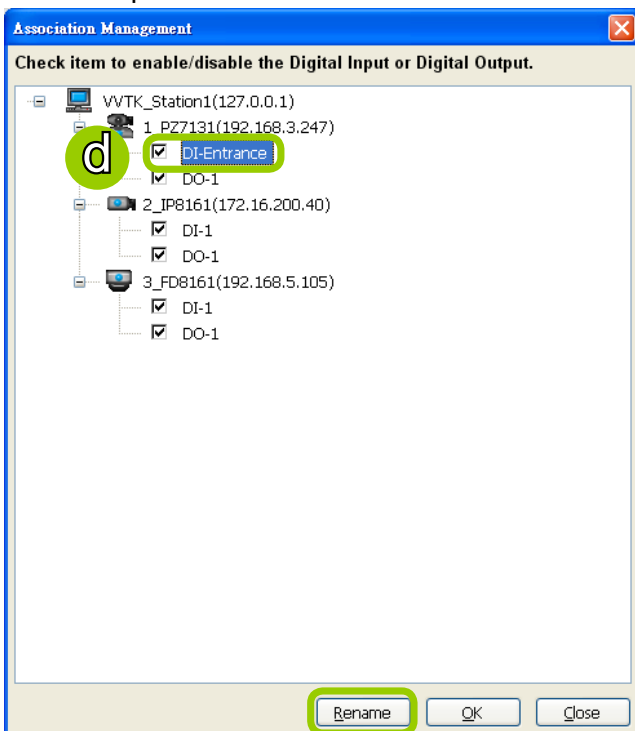 Association Management
Check item to enable/disable the Digital Input or Digital Output.
VVTK_Station1(127.0.0.1)
1_PZ7131(192.168.3.247)
d
DI-Entrance
DO-1
2_IP8161(172.16.200.40)
DI-1
DO-1
3_FD8161(192.168.5.105)
DI-1
DO-1
Rename OK Close